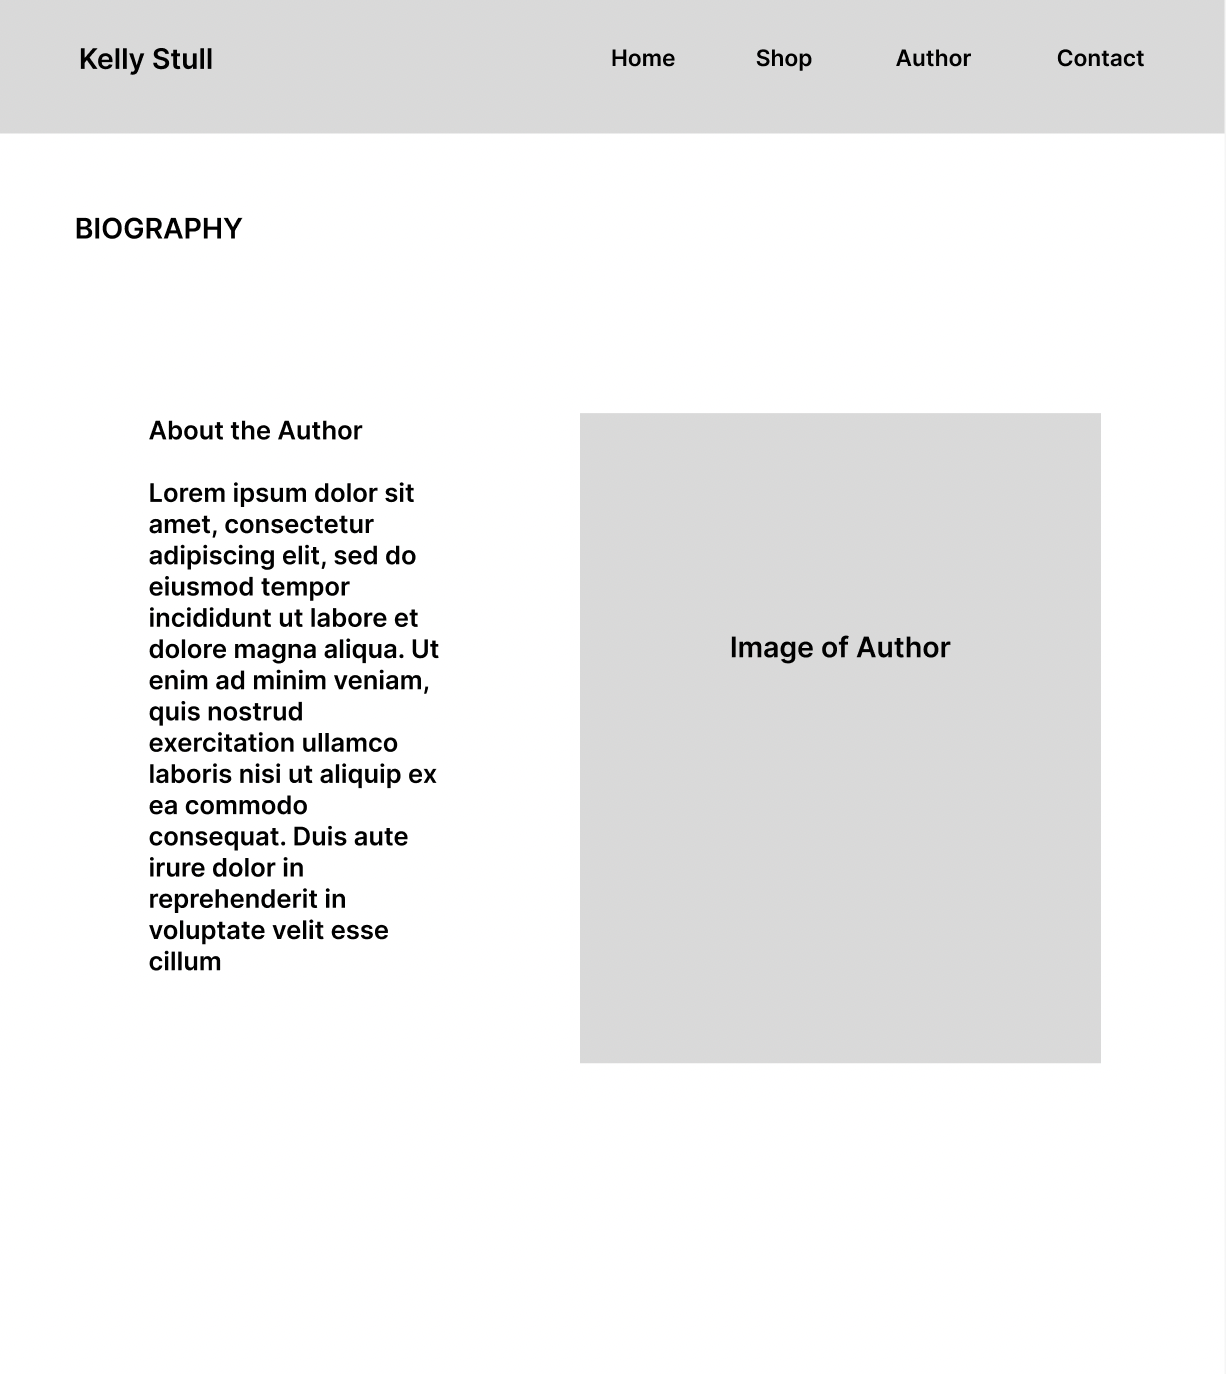 Kelly Stull
Home Shop Author Contact
BIOGRAPHY
About the Author
Lorem ipsum dolor sit
amet, consectetur
adipiscing elit, sed do
eiusmod tempor
incididunt ut labore et
dolore magna aliqua. Ut
enim ad minim veniam,
quis nostrud
exercitation ullamco
laboris nisi ut aliquip ex
ea commodo
consequat. Duis aute
irure dolor in
reprehenderit in
voluptate velit esse
cillum
Image of Author